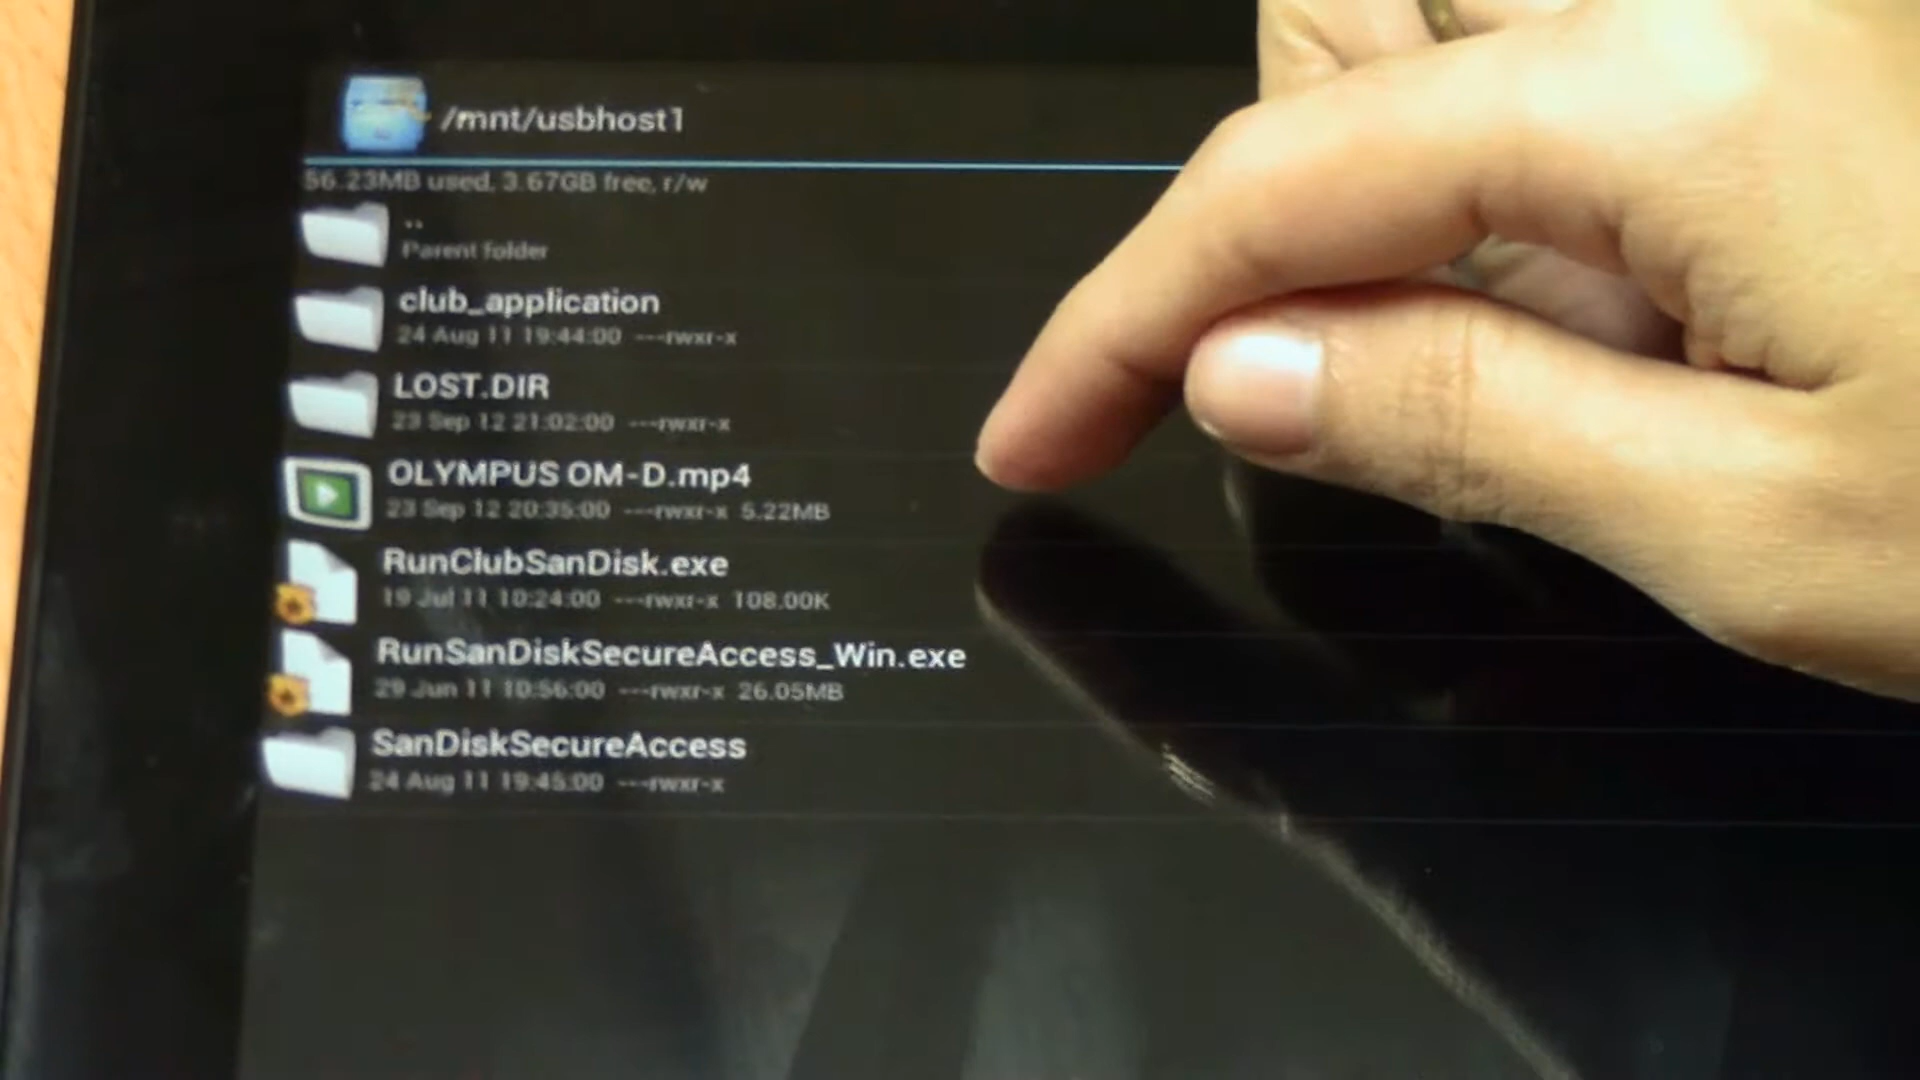 /mnt/usbhost1
56.23MB used, 3.67GB free, r/w
..
Parent folder
club_application
24 Aug 11 19:44:00 ---rwxr-x
LOST.DIR
23 Sep 12 21:02:00 ---rwxr-x
OLYMPUS OM-D.mp4
23 Sep 12 20:35:00 ---rwxr-x 5.22MB
RunClubSanDisk.exe
19 Jul 11 10:24:00 ---rwxr-x 108.00K
RunSanDiskSecureAccess_Win.exe
29 Jun 11 10:56:00 ---rwxr-x 26.05MB
SanDiskSecureAccess
24 Aug 11 19:45:00 ---rwxr-x